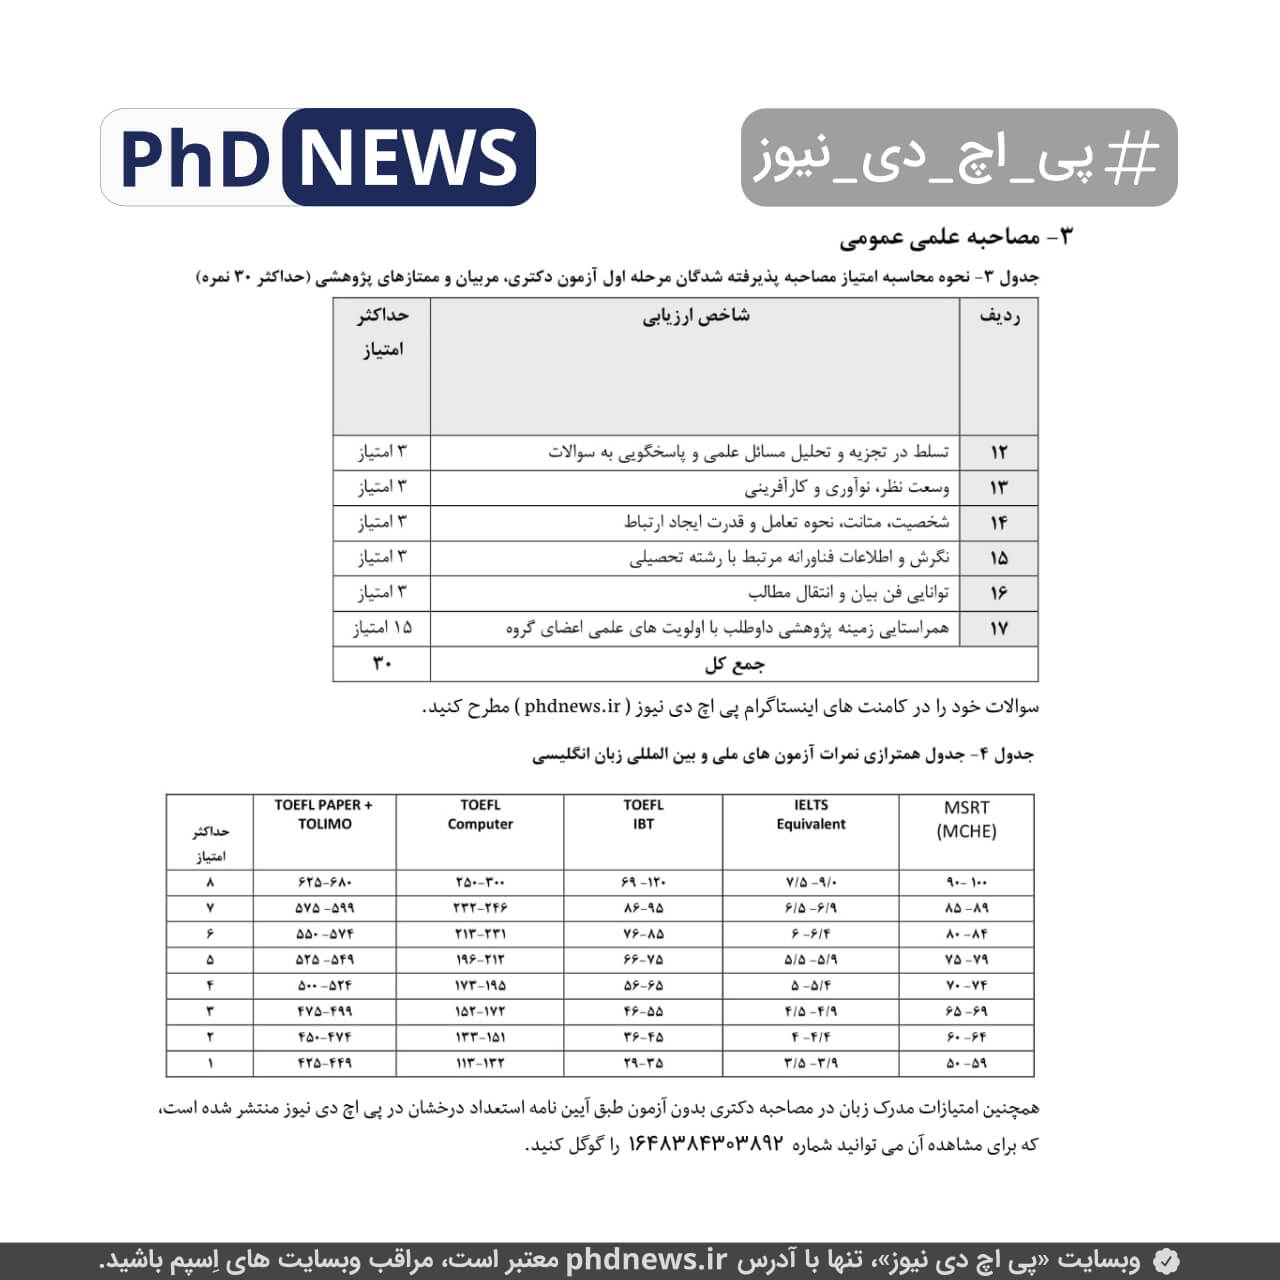 PhD NEWS
#پی_اچ_دی_نیوز
۳- مصاحبه علمی عمومی
جدول ۳- نحوه محاسبه امتیاز مصاحبه پذیرفته شدگان مرحله اول آزمون دکتری، مربیان و ممتازهای پژوهشی (حداکثر ۳۰ نمره)
ردیف شاخص ارزیابی حداکثر
امتیاز
۱۲ تسلط در تجزیه و تحلیل مسائل علمی و پاسخگویی به سوالات ۳ امتیاز
۱۳ وسعت نظر، نوآوری و کارآفرینی ۳ امتیاز
۱۴ شخصیت، متانت، نحوه تعامل و قدرت ایجاد ارتباط ۳ امتیاز
۱۵ نگرش و اطلاعات فناورانه مرتبط با رشته تحصیلی ۳ امتیاز
۱۶ توانایی فن بیان و انتقال مطالب ۳ امتیاز
۱۷ همراستایی زمینه پژوهشی داوطلب با اولویت های علمی اعضای گروه ۱۵ امتیاز
جمع کل ۳۰
سوالات خود را در کامنت های اینستاگرام پی اچ دی نیوز ( phdnews.ir ) مطرح کنید.
جدول ۴- جدول همترازی نمرات آزمون های ملی و بین المللی زبان انگلیسی
TOEFL PAPER + TOEFL TOEFL IELTS MSRT
حداکثر TOLIMO Computer IBT Equivalent (MCHE)
امتیاز
۸ ۶۲۵-۶۸۰ ۲۵۰-۳۰۰ ۶۹ -۱۲۰ ۷/۵ -۹/۰ ۹۰- ۱۰۰
۷ ۵۷۵ -۵۹۹ ۲۳۲-۲۴۶ ۸۶-۹۵ ۶/۵ -۶/۹ ۸۵ -۸۹
۶ ۵۵۰ -۵۷۴ ۲۱۳-۲۳۱ ۷۶-۸۵ ۶ -۶/۴ ۸۰ -۸۴
۵ ۵۲۵ -۵۴۹ ۱۹۶-۲۱۲ ۶۶-۷۵ ۵/۵ -۵/۹ ۷۵ -۷۹
۴ ۵۰۰ -۵۲۴ ۱۷۳-۱۹۵ ۵۶-۶۵ ۵ -۵/۴ ۷۰ -۷۴
۳ ۴۷۵-۴۹۹ ۱۵۲-۱۷۲ ۴۶-۵۵ ۴/۵ -۴/۹ ۶۵ -۶۹
۲ ۴۵۰-۴۷۴ ۱۳۳-۱۵۱ ۳۶-۴۵ ۴ -۴/۴ ۶۰ -۶۴
۱ ۴۲۵-۴۴۹ ۱۱۳-۱۳۲ ۲۹-۳۵ ۳/۵ -۳/۹ ۵۰ -۵۹
همچنین امتیازات مدرک زبان در مصاحبه دکتری بدون آزمون طبق آیین نامه استعداد درخشان در پی اچ دی نیوز منتشر شده است،
که برای مشاهده آن می توانید شماره ۱۶۴۸۳۸۴۳۰۳۸۹۲ را گوگل کنید.
وبسایت «پی اچ دی نیوز»، تنها با آدرس phdnews.ir معتبر است، مراقب وبسایت های اِسپم باشید.